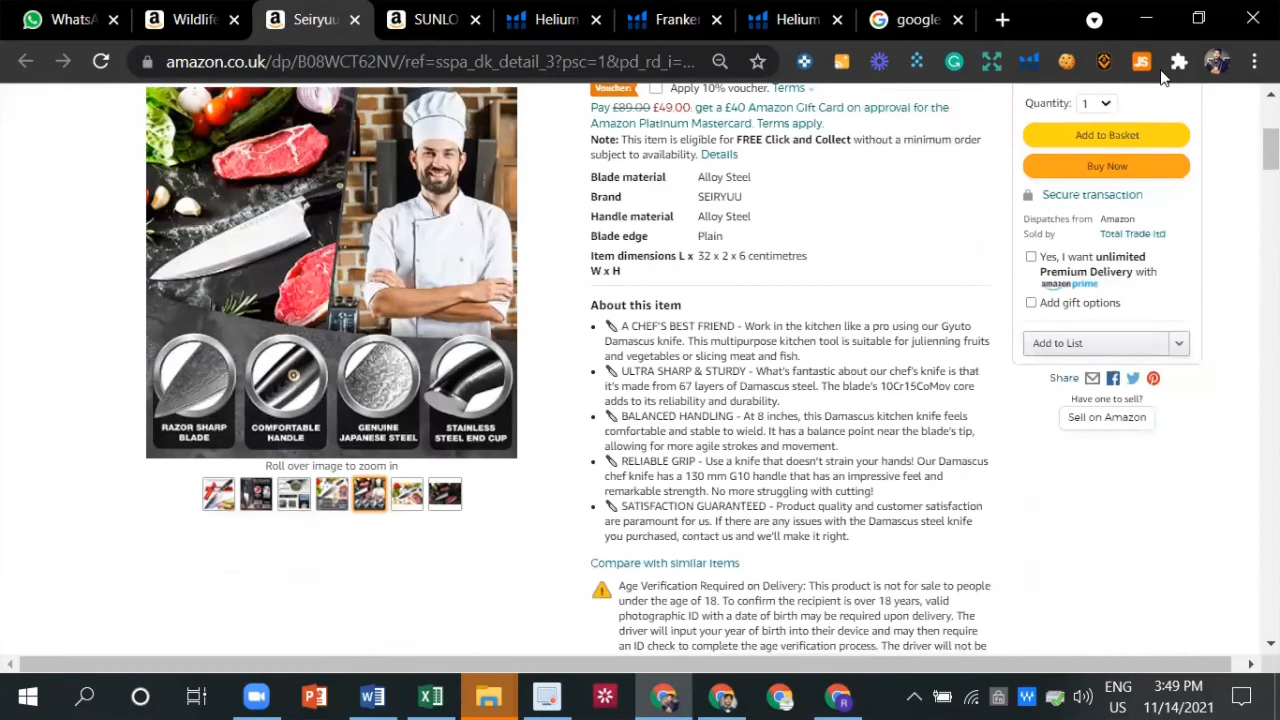 WhatsA
Wildlife
Seiryuu
SUNLO
Helium
Franker
Helium
google
amazon.co.uk/dp/B08WCT62NV/ref=sspa_dk_detail_3?psc=1&pd_rd_i=...
Voucher: Apply 10% voucher. Terms
Pay £89.00 £49.00. get a £40 Amazon Gift Card on approval for the
Amazon Platinum Mastercard. Terms apply.
Note: This item is eligible for FREE Click and Collect without a minimum order
subject to availability. Details
Blade material Alloy Steel
Brand SEIRYUU
Handle material Alloy Steel
Blade edge Plain
Item dimensions L x 32 x 2 x 6 centimetres
W x H
About this item
A CHEF'S BEST FRIEND - Work in the kitchen like a pro using our Gyuto
Damascus knife. This multipurpose kitchen tool is suitable for julienning fruits
and vegetables or slicing meat and fish.
ULTRA SHARP & STURDY - What's fantastic about our chef's knife is that
it's made from 67 layers of Damascus steel. The blade's 10Cr15CoMov core
adds to its reliability and durability.
BALANCED HANDLING - At 8 inches, this Damascus kitchen knife feels
comfortable and stable to wield. It has a balance point near the blade's tip,
allowing for more agile strokes and movement.
RELIABLE GRIP - Use a knife that doesn't strain your hands! Our Damascus
chef knife has a 130 mm G10 handle that has an impressive feel and
remarkable strength. No more struggling with cutting!
SATISFACTION GUARANTEED - Product quality and customer satisfaction
are paramount for us. If there are any issues with the Damascus steel knife
you purchased, contact us and we'll make it right.
Compare with similar items
Age Verification Required on Delivery: This product is not for sale to people
under the age of 18. To confirm the recipient is over 18 years, valid
photographic ID with a date of birth may be required upon delivery. The
driver will input your year of birth into their device and may then require
an ID check to complete the age verification process. The driver will not be
RAZOR SHARP
BLADE
COMFORTABLE
HANDLE
GENUINE
JAPANESE STEEL
STAINLESS
STEEL END CUP
Roll over image to zoom in
Quantity: 1
Add to Basket
Buy Now
Secure transaction
Dispatches from Amazon
Sold by Total Trade ltd
Yes, I want unlimited
Premium Delivery with
amazon prime
Add gift options
Add to List
Share
Have one to sell?
Sell on Amazon
ENG
US
3:49 PM
11/14/2021